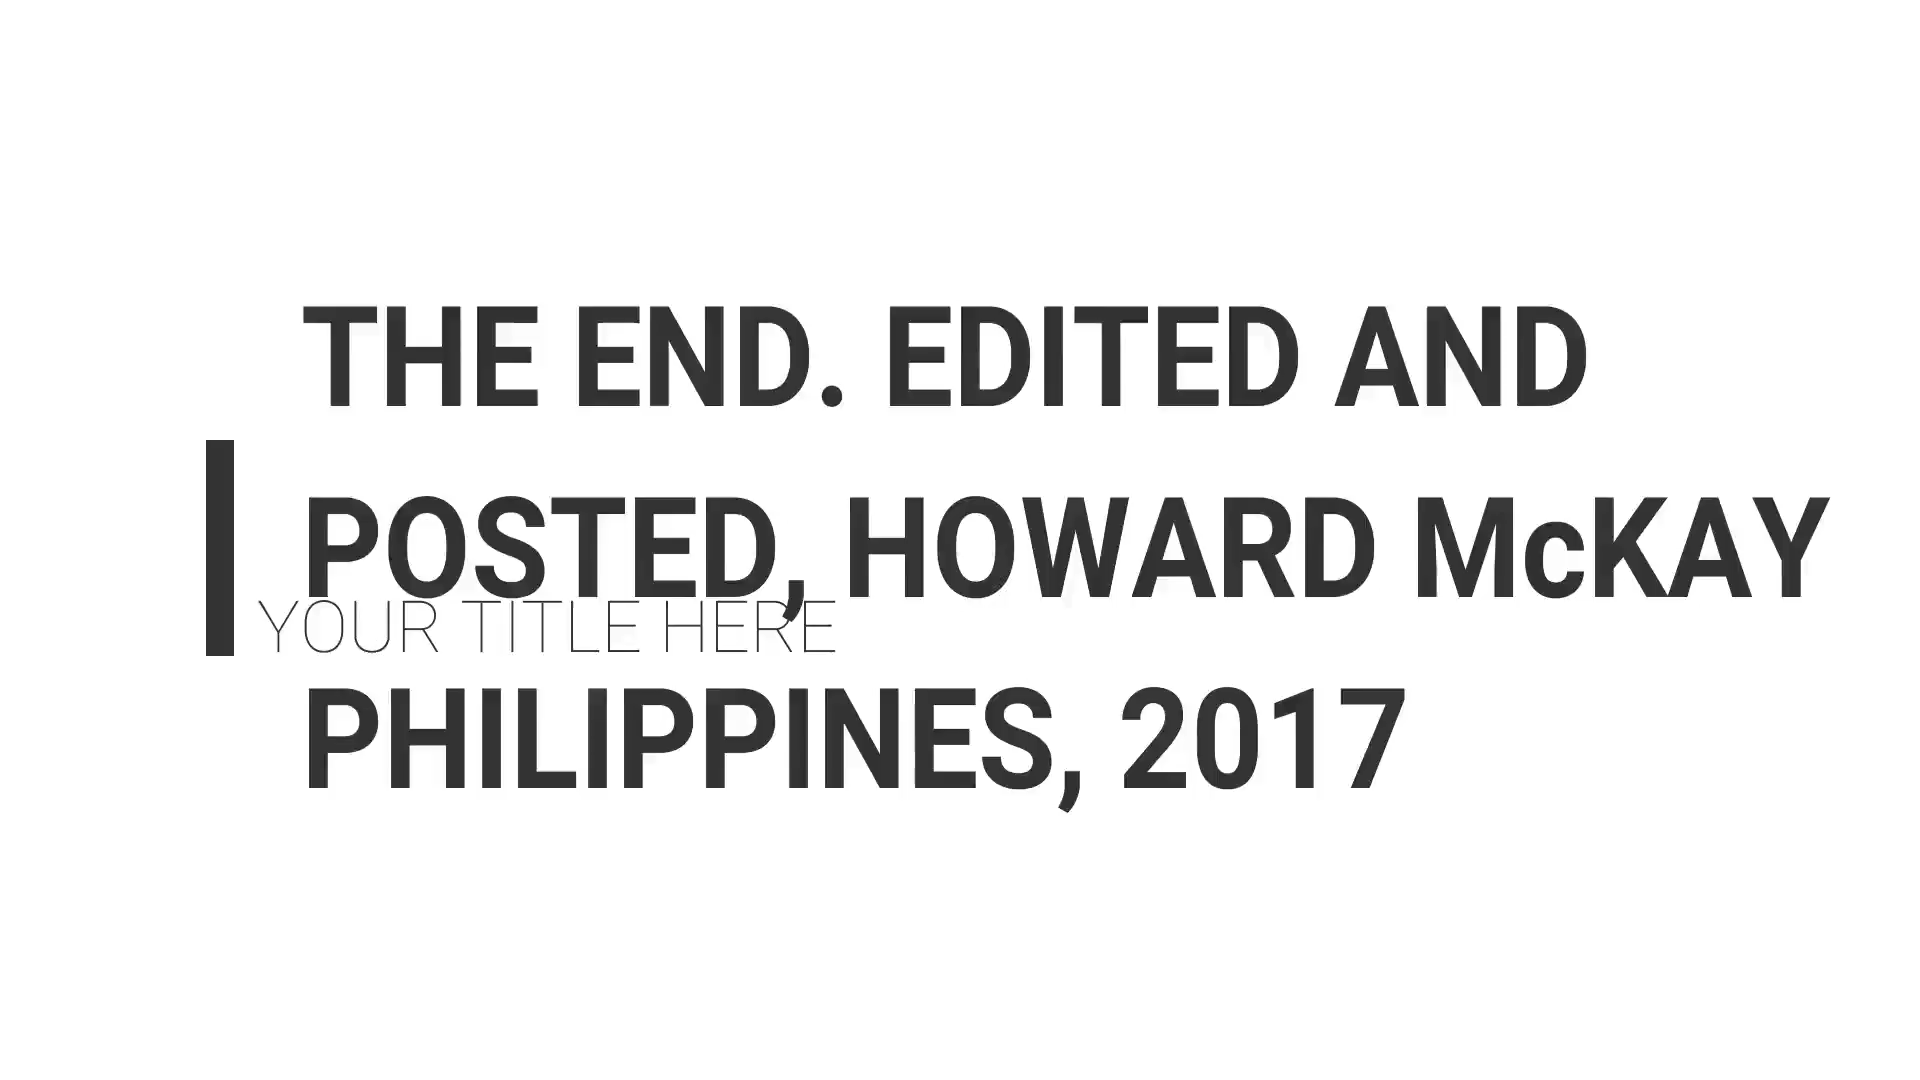 THE END. EDITED AND
POSTED, HOWARD McKAY
YOUR TITLE HERE
PHILIPPINES, 2017